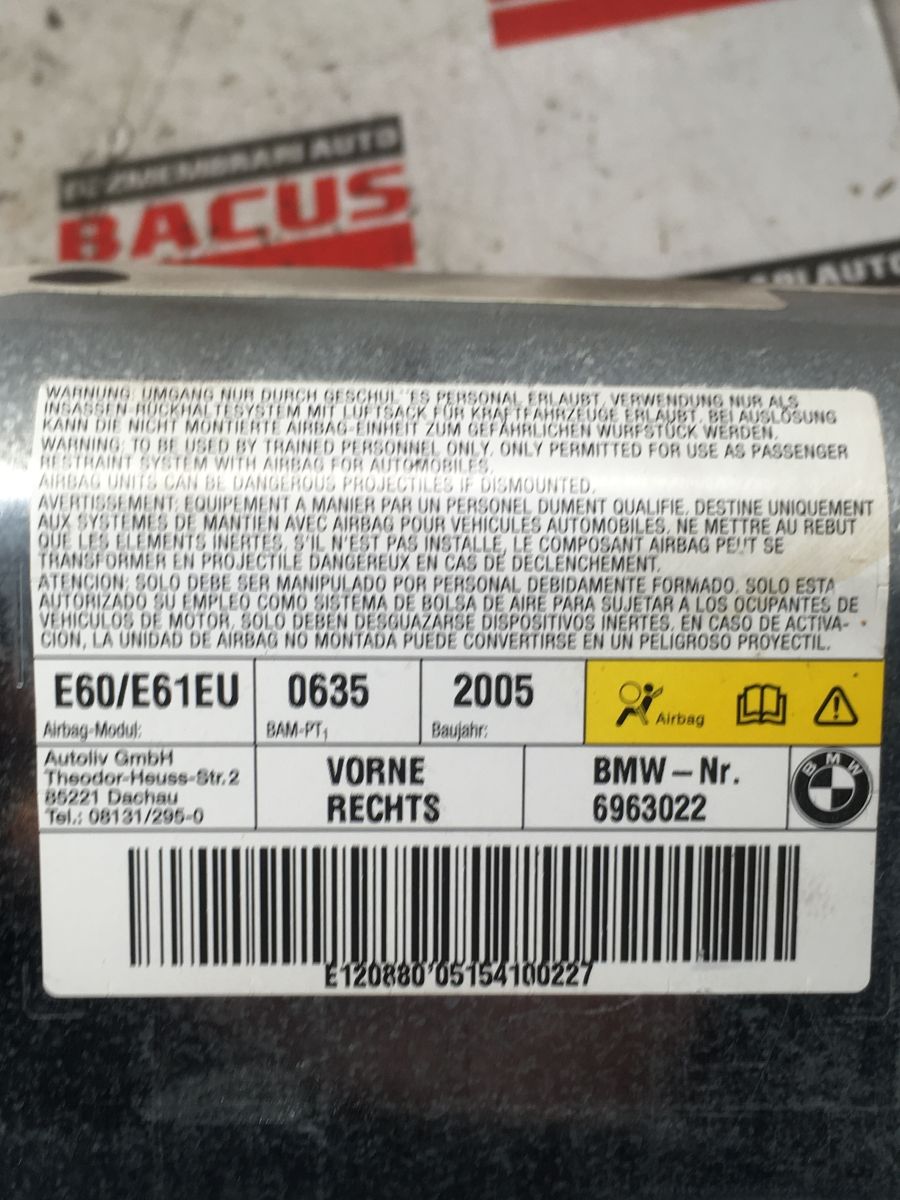 DEZMEMBRARI AUTO
BACUS
RI AUTO
WARNUNG: UMGANG NUR DURCH GESCHUL ES PERSONAL ERLAUBT. VERWENDUNG NUR ALS
INSASSEN-RÜCKHALTESYSTEM MIT LUFTSACK FÜR KRAFTFAHRZEUGE ERLAUBT. BEI AUSLÖSUNG
KANN DIE NICHT MONTIERTE AIRBAG-EINHEIT ZUM GEFÄHRLICHEN WURFSTÜCK WERDEN.
WARNING: TO BE USED BY TRAINED PERSONNEL ONLY. ONLY PERMITTED FOR USE AS PASSENGER
RESTRAINT SYSTEM WITH AIRBAG FOR AUTOMOBILES.
AIRBAG UNITS CAN BE DANGEROUS PROJECTILES IF DISMOUNTED.
AVERTISSEMENT: EQUIPEMENT A MANIER PAR UN PERSONEL DUMENT QUALIFIE. DESTINE UNIQUEMENT
AUX SYSTEMES DE MANTIEN AVEC AIRBAG POUR VEHICULES AUTOMOBILES. NE METTRE AU REBUT
QUE LES ELEMENTS INERTES. S'IL N'EST PAS INSTALLE, LE COMPOSANT AIRBAG PEUT SE
TRANSFORMER EN PROJECTILE DANGEREUX EN CAS DE DECLENCHEMENT.
ATENCION: SOLO DEBE SER MANIPULADO POR PERSONAL DEBIDAMENTE FORMADO. SOLO ESTA
AUTORIZADO SU EMPLEO COMO SISTEMA DE BOLSA DE AIRE PARA SUJETAR A LOS OCUPANTES DE
VEHICULOS DE MOTOR. SOLO DEBEN DESGUAZARSE DISPOSITIVOS INERTES. EN CASO DE ACTIVA-
CION, LA UNIDAD DE AIRBAG NO MONTADA PUEDE CONVERTIRSE EN UN PELIGROSO PROYECTIL.
E60/E61EU 0635 2005
Airbag-Modul: BAM-PT₁ Baujahr: Airbag
Autoliv GmbH
Theodor-Heuss-Str. 2
85221 Dachau
Tel.: 08131/295-0
VORNE
RECHTS
BMW-Nr.
6963022
BMW
E120880'05154100227